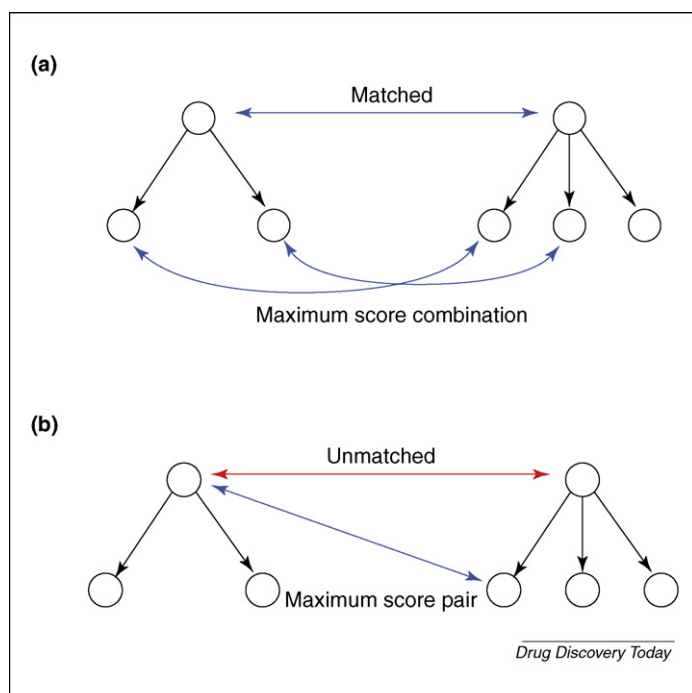 (a)
Matched
Maximum score combination
(b)
Unmatched
Maximum score pair
Drug Discovery Today